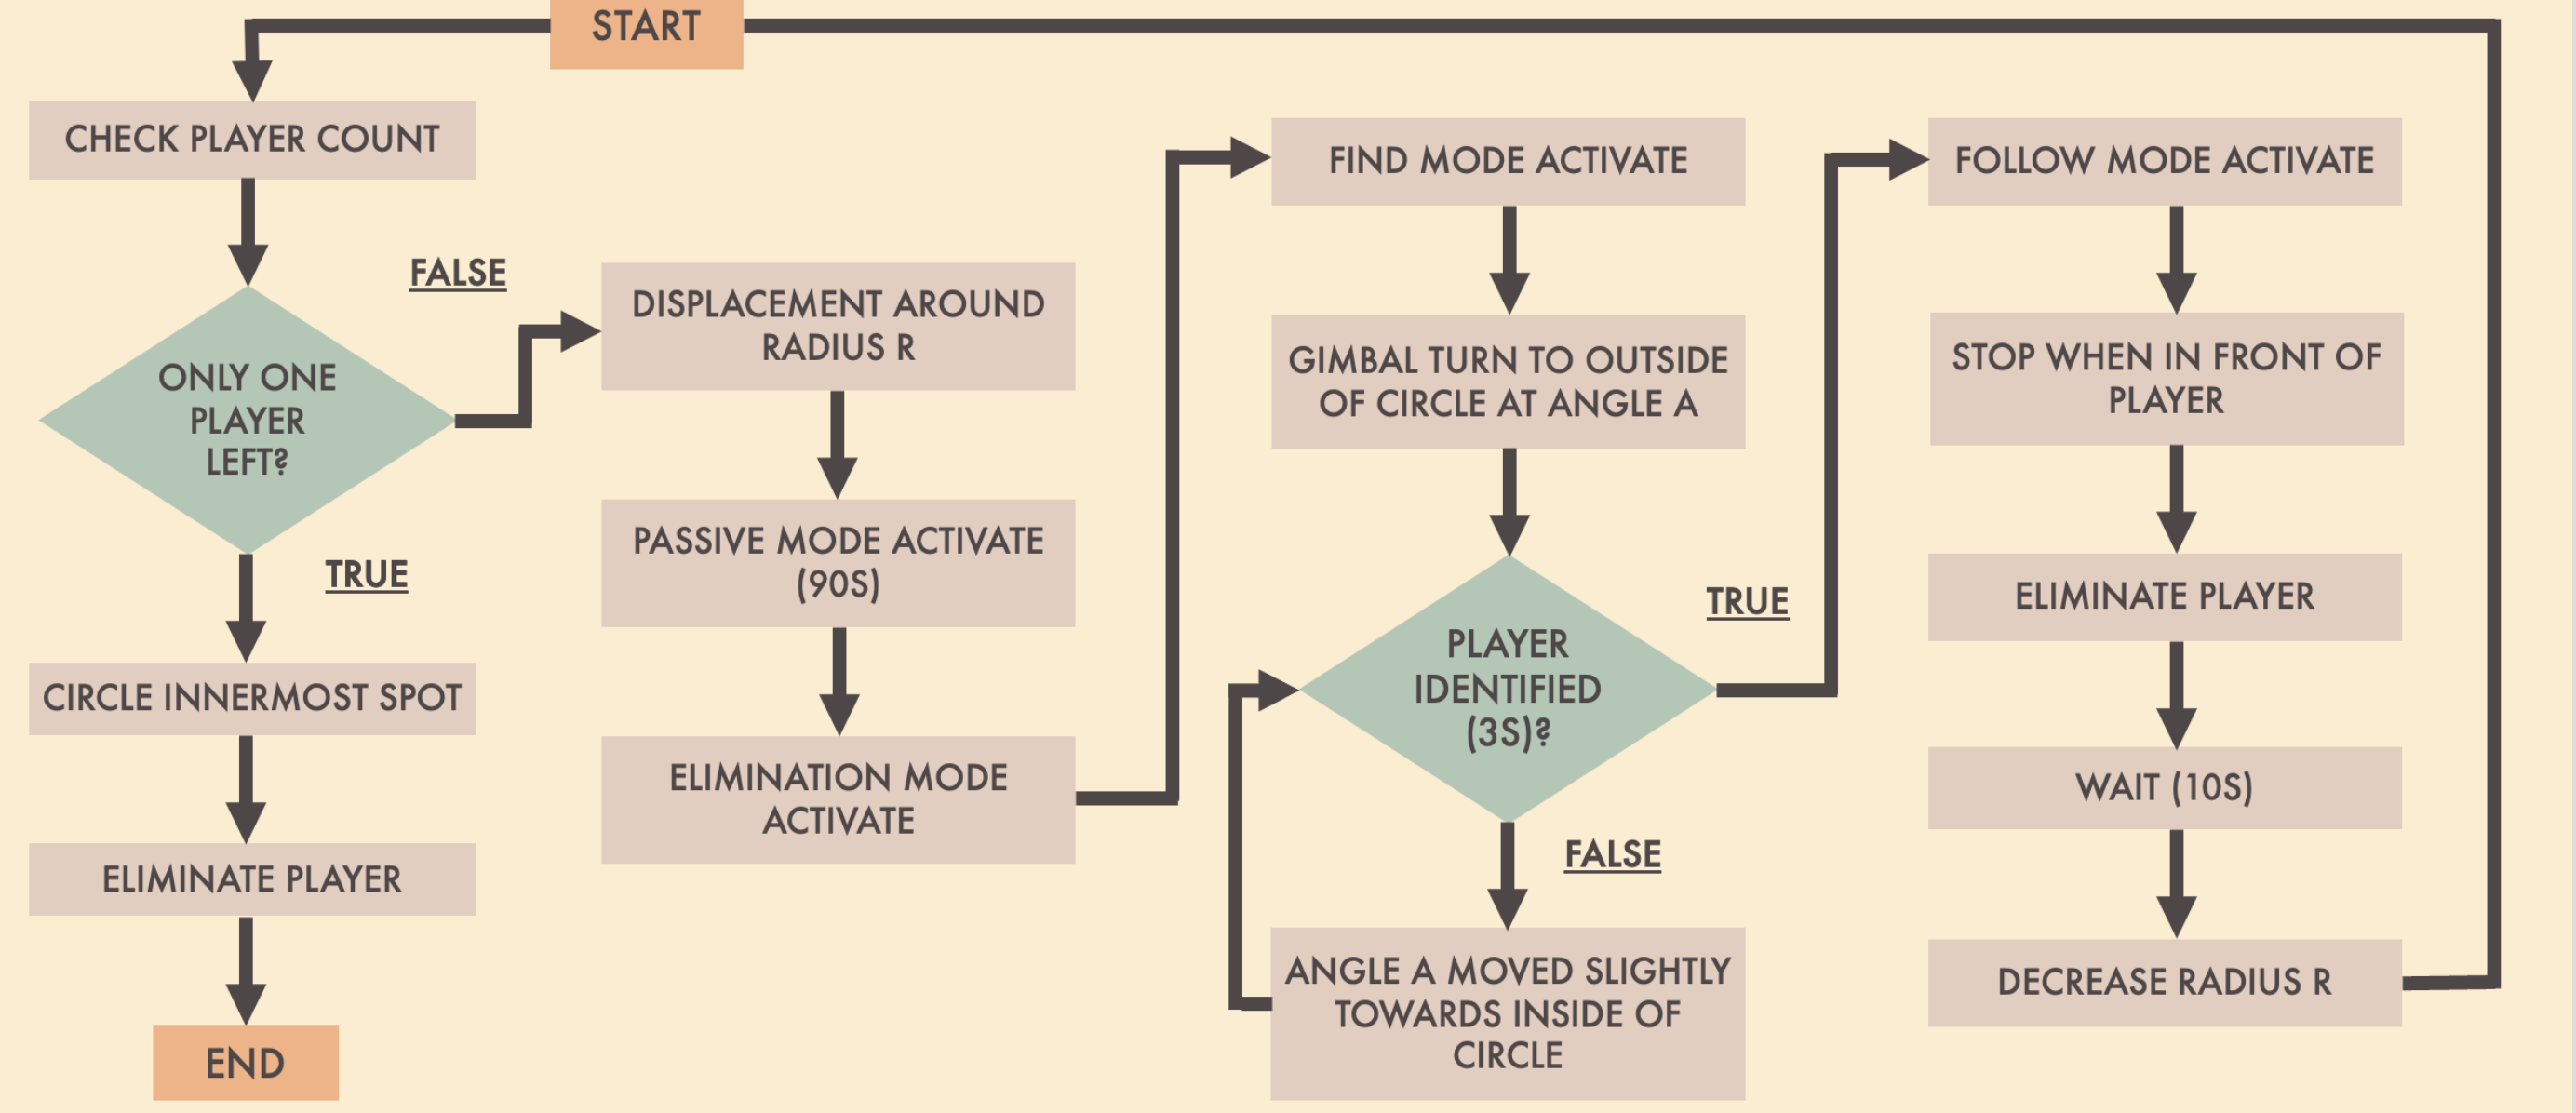 START
CHECK PLAYER COUNT
ONLY ONE
PLAYER
LEFT?
FALSE
TRUE
CIRCLE INNERMOST SPOT
ELIMINATE PLAYER
END
DISPLACEMENT AROUND
RADIUS R
PASSIVE MODE ACTIVATE
(90S)
ELIMINATION MODE
ACTIVATE
FIND MODE ACTIVATE
GIMBAL TURN TO OUTSIDE
OF CIRCLE AT ANGLE A
PLAYER
IDENTIFIED
(3S)?
TRUE
FALSE
ANGLE A MOVED SLIGHTLY
TOWARDS INSIDE OF
CIRCLE
FOLLOW MODE ACTIVATE
STOP WHEN IN FRONT OF
PLAYER
ELIMINATE PLAYER
WAIT (10S)
DECREASE RADIUS R